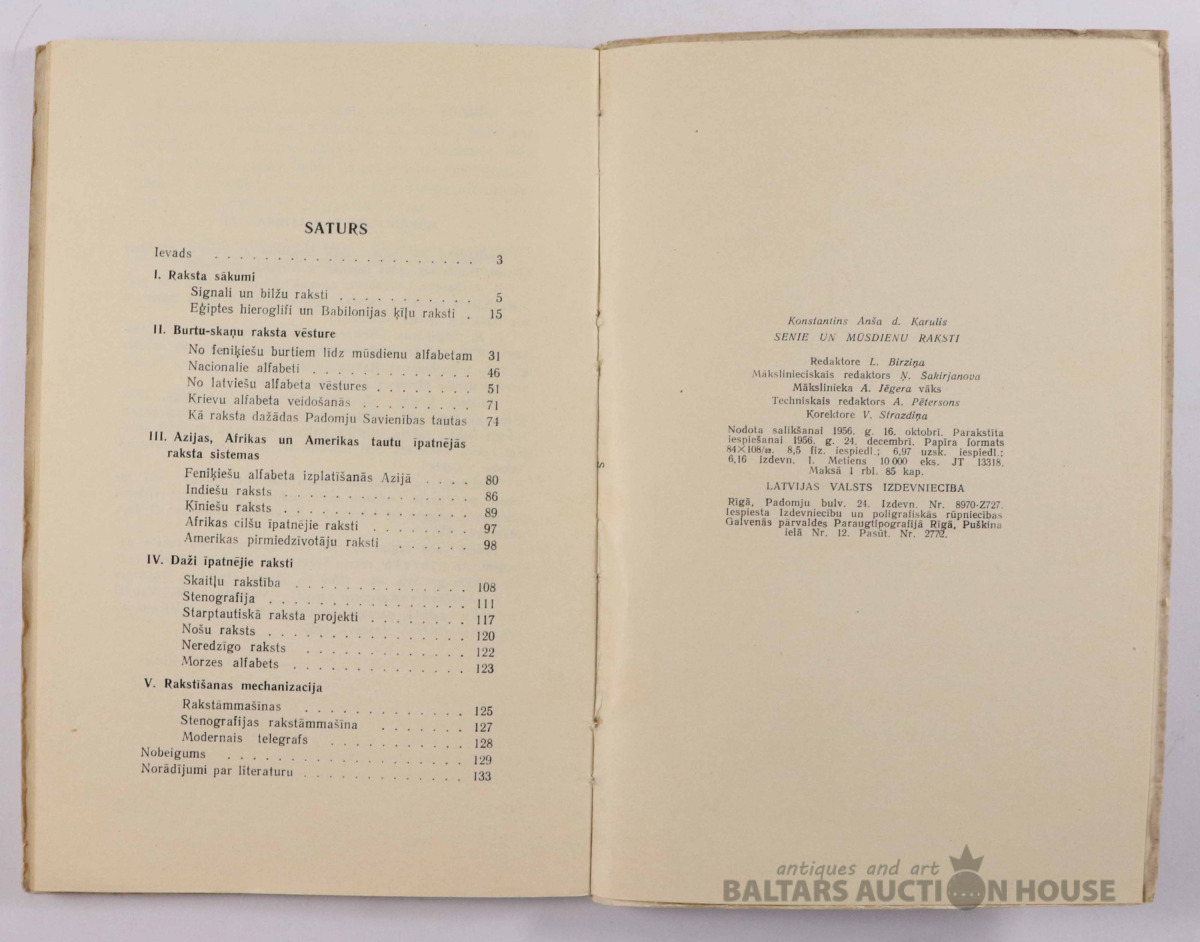 SATURS
Ievads . . . . . . . . . . . . . . . . . . . . . 3
I. Raksta sākumi
Signali un bilžu raksti . . . . . . . . . . . 5
Eģiptes hieroglifi un Babilonijas ķīļu raksti . 15
II. Burtu-skaņu raksta vēsture
No feniķiešu burtiem līdz mūsdienu alfabetam 31
Nacionalie alfabeti . . . . . . . . . . . . . 46
No latviešu alfabeta vēstures . . . . . . . . 51
Krievu alfabeta veidošanās . . . . . . . . . 71
Kā raksta dažādas Padomju Savienības tautas 74
III. Azijas, Afrikas un Amerikas tautu īpatnējās
raksta sistemas
Feniķiešu alfabeta izplatīšanās Azijā . . . . 80
Indiešu raksts . . . . . . . . . . . . . . . 86
Ķīniešu raksts . . . . . . . . . . . . . . . 89
Afrikas cilšu īpatnējie raksti . . . . . . . 97
Amerikas pirmiedzīvotāju raksti . . . . . . 98
IV. Daži īpatnējie raksti
Skaitļu rakstība . . . . . . . . . . . . . . 108
Stenografija . . . . . . . . . . . . . . . . 111
Starptautiskā raksta projekti . . . . . . . . 117
Nošu raksts . . . . . . . . . . . . . . . . 120
Neredzīgo raksts . . . . . . . . . . . . . 122
Morzes alfabets . . . . . . . . . . . . . . 123
V. Rakstīšanas mechanizacija
Rakstāmmašīnas . . . . . . . . . . . . . 125
Stenografijas rakstāmmašīna . . . . . . . 127
Modernais telegrafs . . . . . . . . . . . 128
Nobeigums . . . . . . . . . . . . . . . . . . 129
Norādījumi par literaturu . . . . . . . . . . . . . 133
Konstantins Anša d. Karulis
SENIE UN MŪSDIENU RAKSTI
Redaktore L. Birziņa
Mākslinieciskais redaktors Ņ. Šakirjanova
Mākslinieka A. Jēgera vāks
Techniskais redaktors A. Pētersons
Korektore V. Strazdiņa
Nodota salikšanai 1956. g. 16. oktobrī. Parakstīta
iespiešanai 1956. g. 24. decembrī. Papīra formats
84×108/32. 8,5 fiz. iespiedl.; 6,97 uzsk. iespiedl.;
6,16 izdevn. l. Metiens 10 000 eks. JT 13318.
Maksā 1 rbl. 85 kap.
LATVIJAS VALSTS IZDEVNIECĪBA
Rīgā, Padomju bulv. 24. Izdevn. Nr. 8970-Z727.
Iespiesta Izdevniecību un poligrafiskās rūpniecības
Galvenās pārvaldes Paraugtipografijā Rīgā, Puškina
ielā Nr. 12. Pasūt. Nr. 2772.
antiques and art
BALTARS AUCTION HOUSE